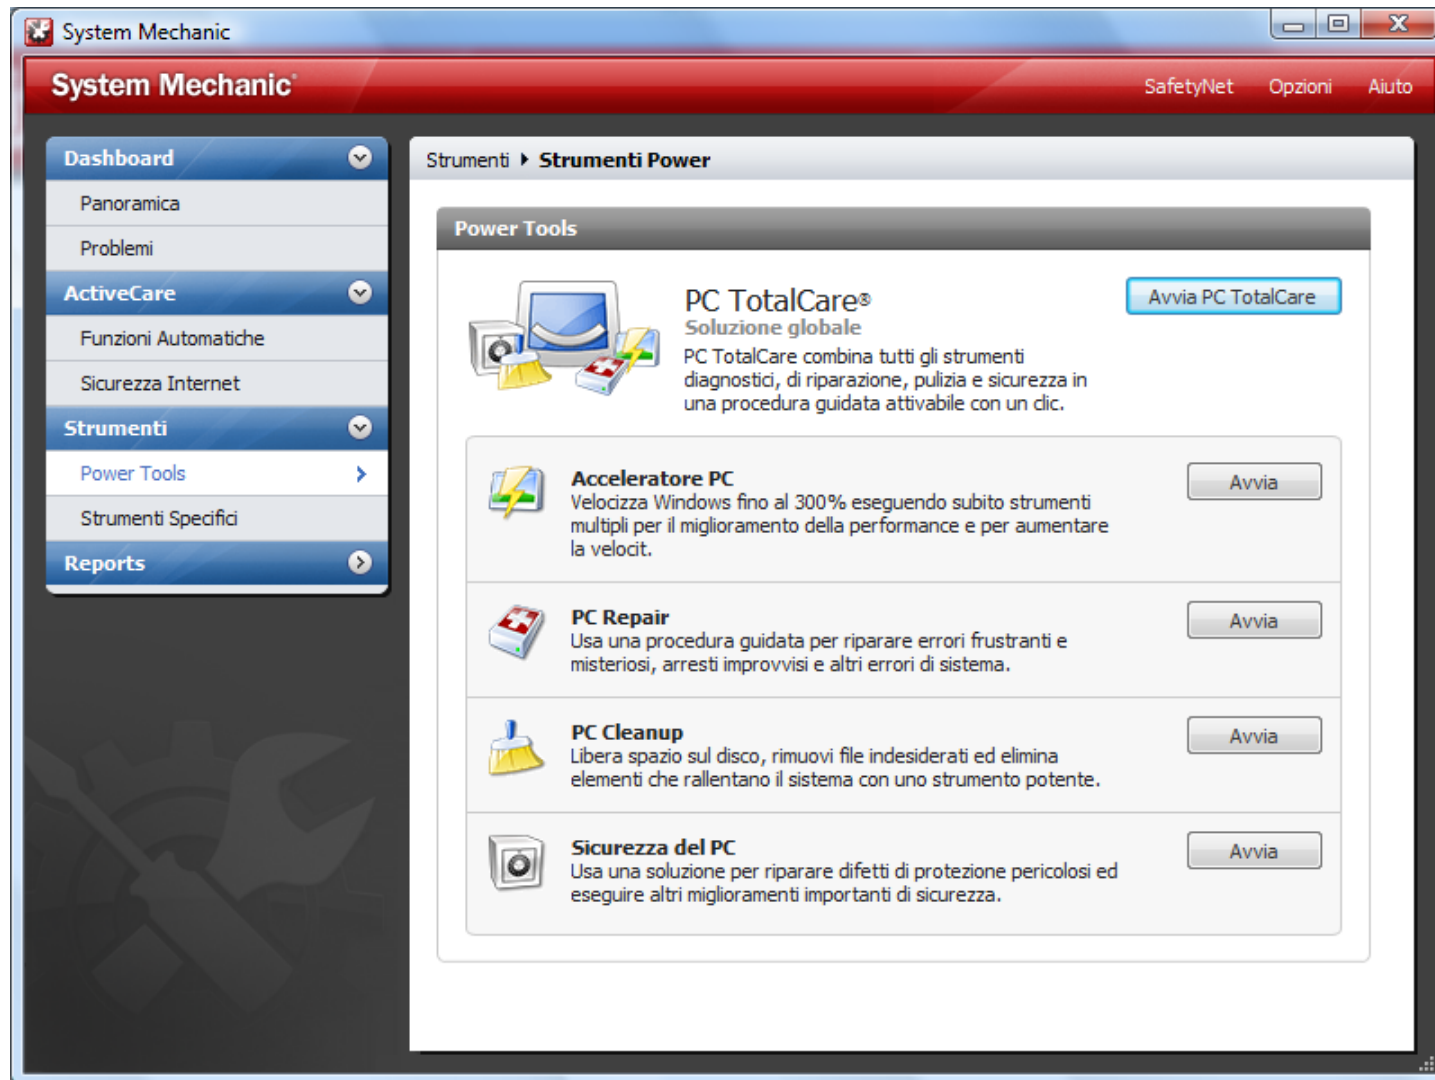 System Mechanic
System Mechanic®
SafetyNet Opzioni Aiuto
Dashboard
Panoramica
Problemi
ActiveCare
Funzioni Automatiche
Sicurezza Internet
Strumenti
Power Tools
Strumenti Specifici
Reports
Strumenti Strumenti Power
Power Tools
PC TotalCare®
Soluzione globale
PC TotalCare combina tutti gli strumenti
diagnostici, di riparazione, pulizia e sicurezza in
una procedura guidata attivabile con un clic.
Avvia PC TotalCare
Acceleratore PC
Velocizza Windows fino al 300% eseguendo subito strumenti
multipli per il miglioramento della performance e per aumentare
la velocit.
Avvia
PC Repair
Usa una procedura guidata per riparare errori frustranti e
misteriosi, arresti improvvisi e altri errori di sistema.
Avvia
PC Cleanup
Libera spazio sul disco, rimuovi file indesiderati ed elimina
elementi che rallentano il sistema con uno strumento potente.
Avvia
Sicurezza del PC
Usa una soluzione per riparare difetti di protezione pericolosi ed
eseguire altri miglioramenti importanti di sicurezza.
Avvia